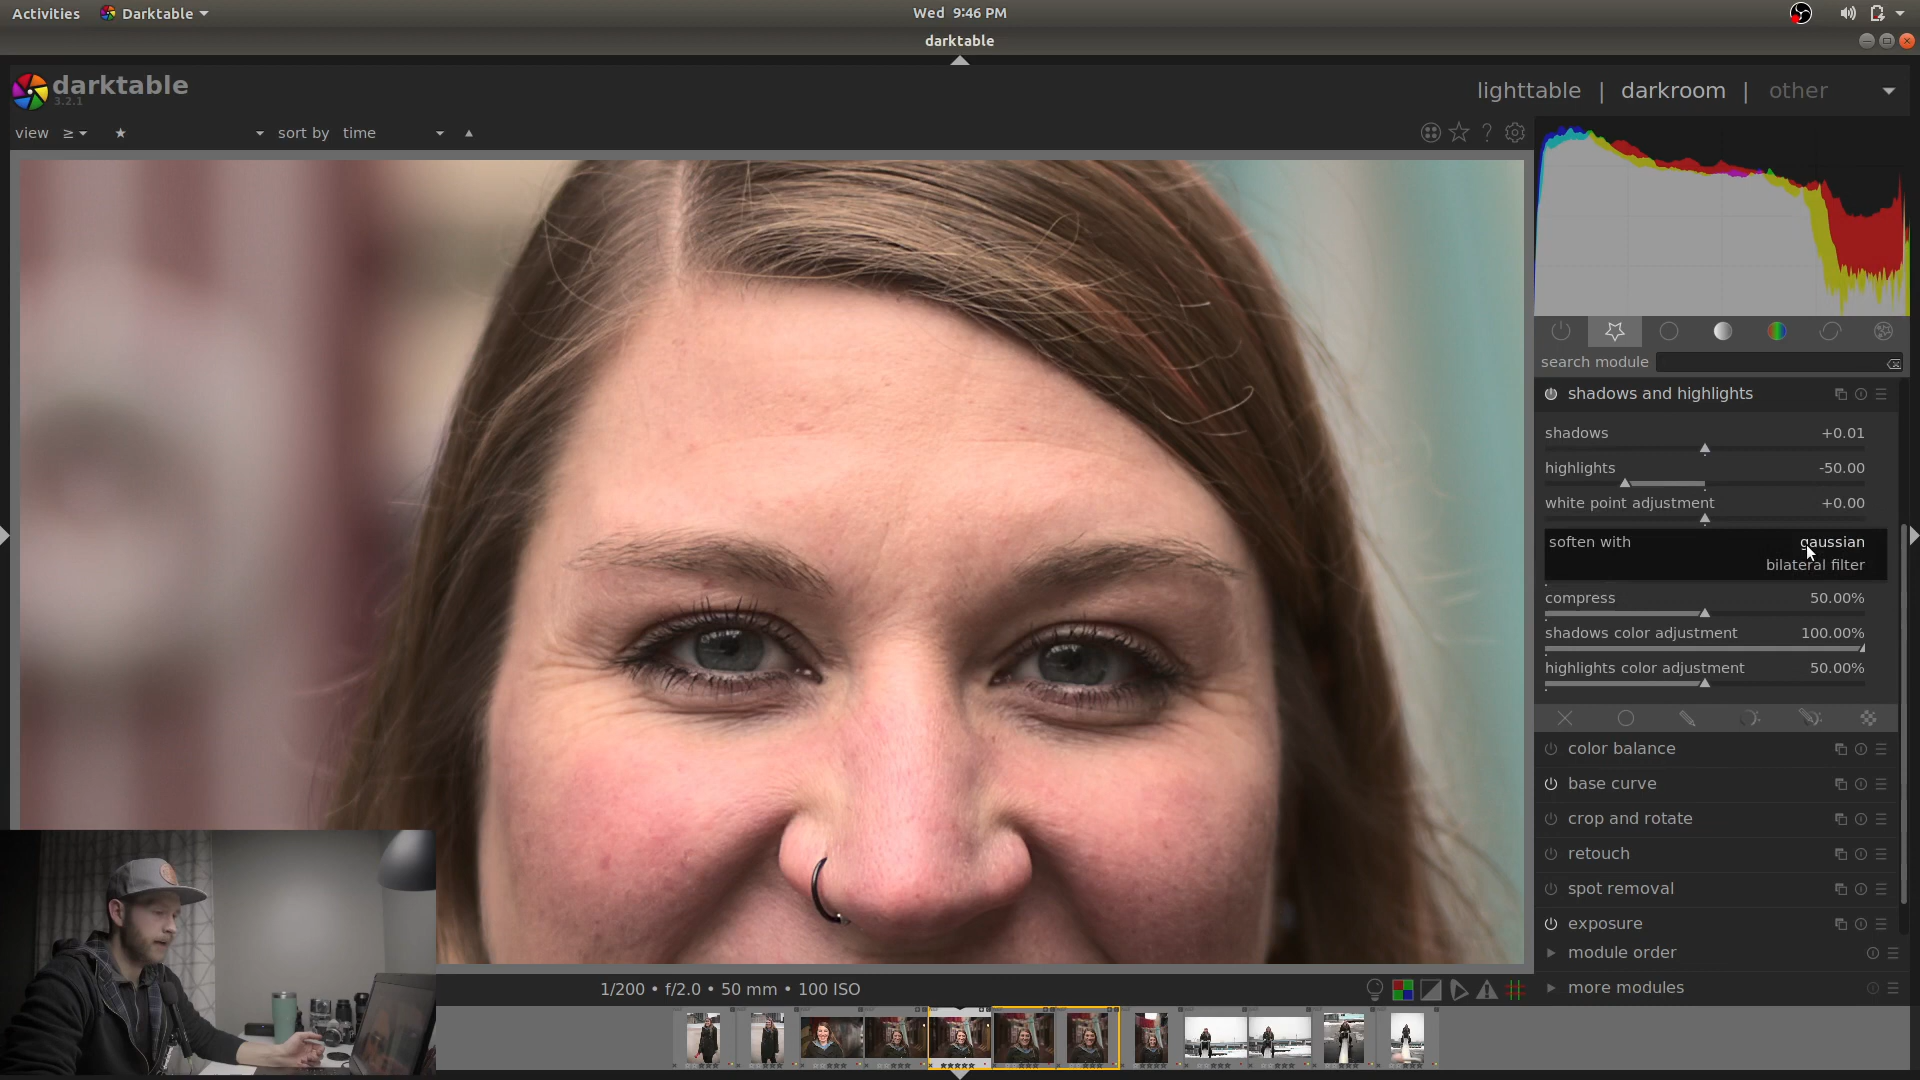 Activities Darktable Wed 9:46 PM
darktable
darktable
3.2.1
lighttable | darkroom | other
view ≥ ★ sort by time ▲
search module
shadows and highlights
shadows +0.01
highlights -50.00
white point adjustment +0.00
soften with gaussian
bilateral filter
compress 50.00%
shadows color adjustment 100.00%
highlights color adjustment 50.00%
color balance
base curve
crop and rotate
retouch
spot removal
exposure
module order
more modules
1/200 • f/2.0 • 50 mm • 100 ISO